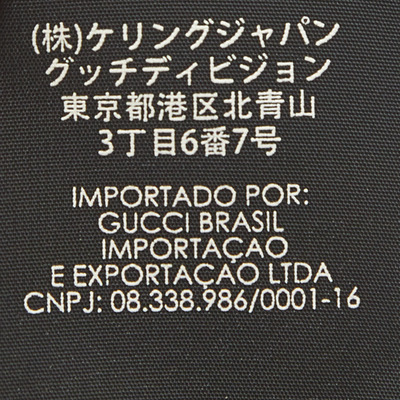 (株)ケリングジャパン
グッチディビジョン
東京都港区北青山
3丁目6番7号
IMPORTADO POR:
GUCCI BRASIL
IMPORTAÇAO
E EXPORTAÇAO LTDA
CNPJ: 08.338.986/0001-16